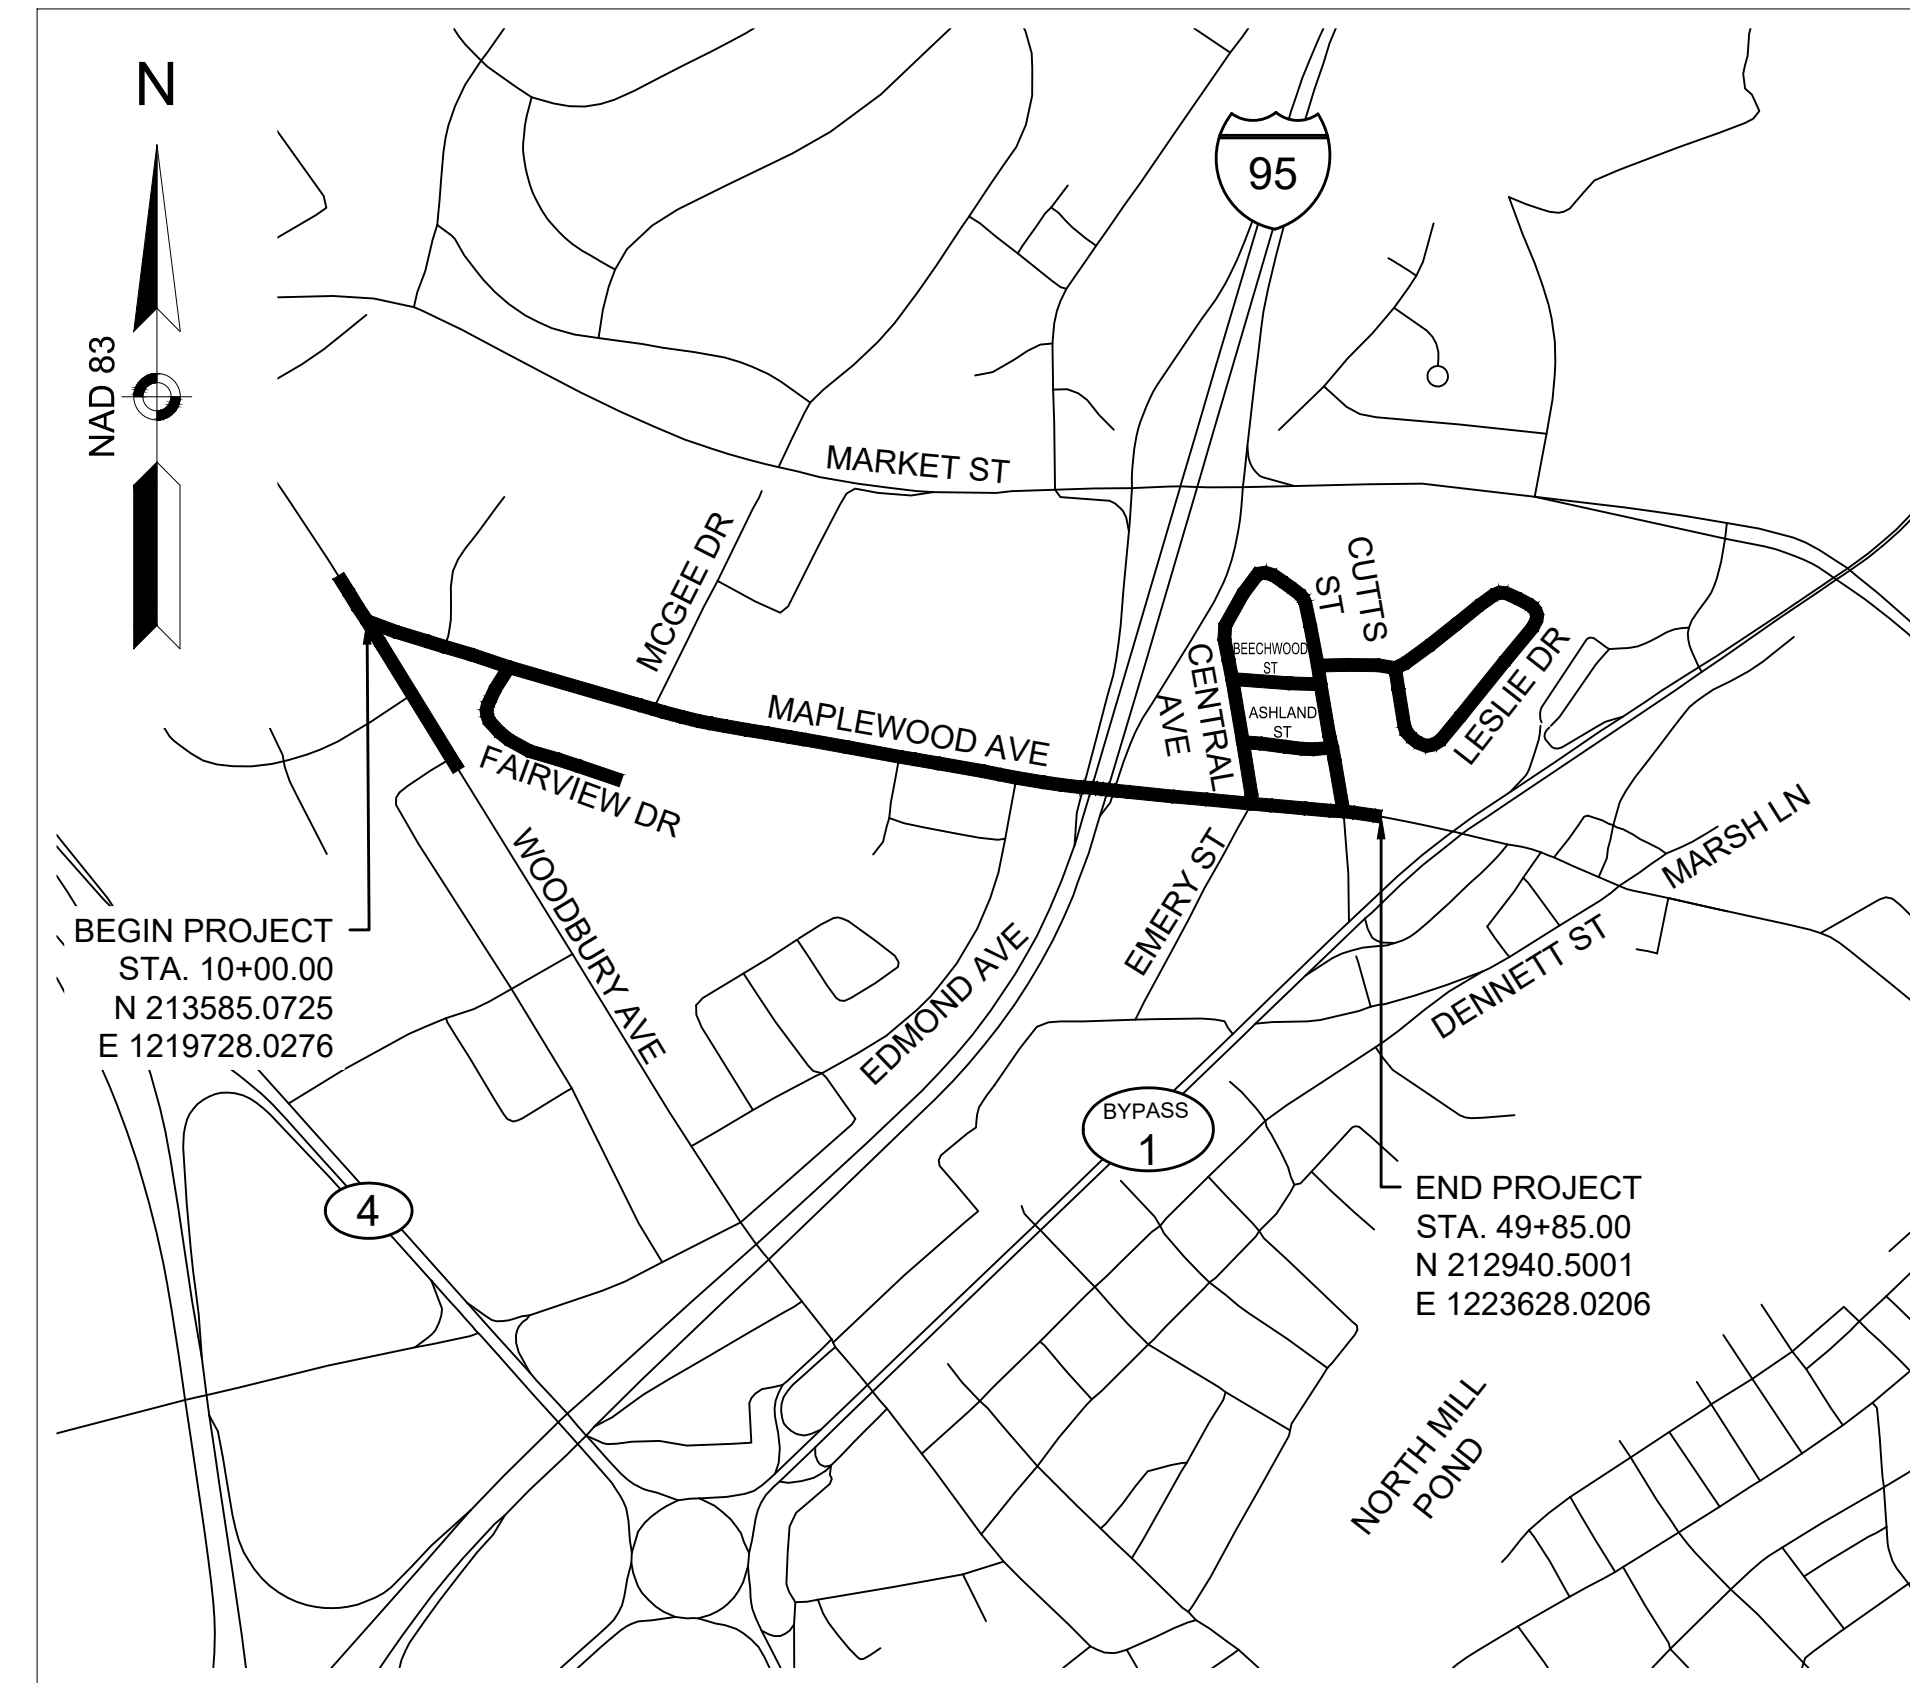 N
95
NAD 83
MARKET ST
MCGEE DR
CUTTS
ST
BEECHWOOD
ST
CENTRAL
AVE
ASHLAND
ST
LESLIE DR
MAPLEWOOD AVE
FAIRVIEW DR
WOODBURY AVE
EMERY ST
MARSH LN
EDMOND AVE
DENNETT ST
BEGIN PROJECT
STA. 10+00.00
N 213585.0725
E 1219728.0276
BYPASS
1
4
END PROJECT
STA. 49+85.00
N 212940.5001
E 1223628.0206
NORTH MILL
POND